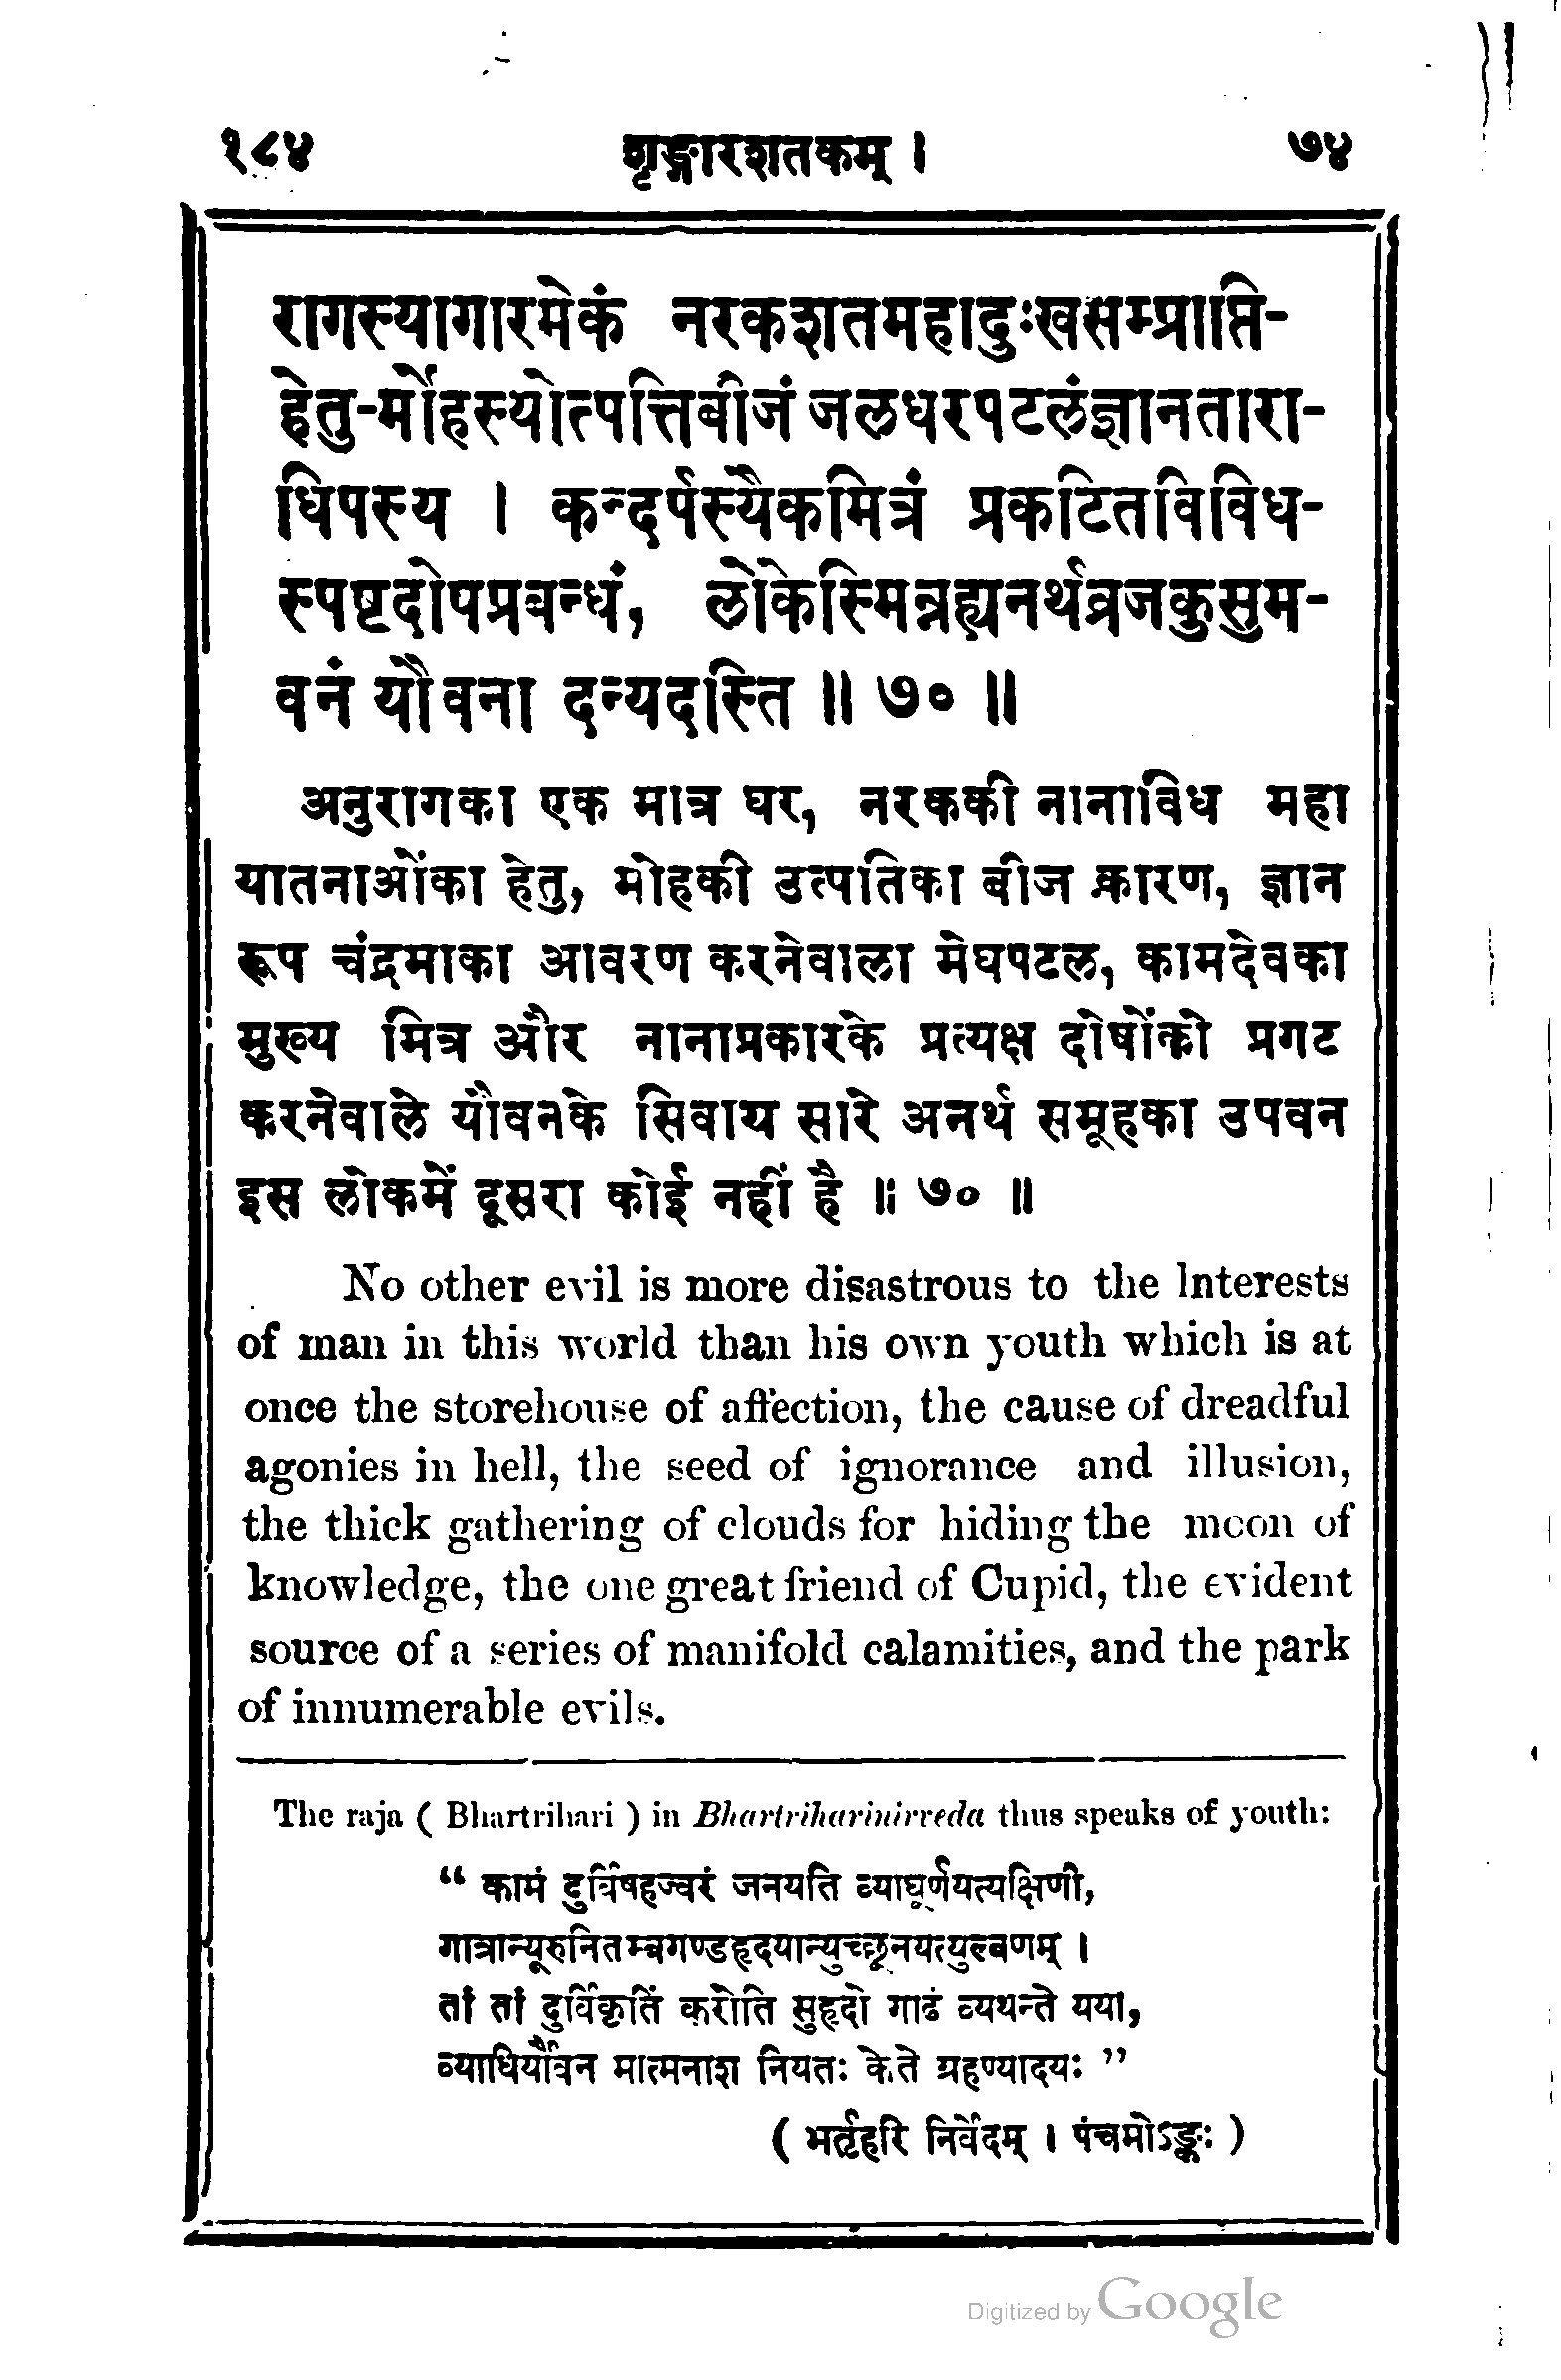 १८४ शृङ्गारशतकम् । ७४
रागस्यागारमेकं नरकशतमहादुःखसम्प्राप्ति-
हेतु-र्मोहस्योत्पत्तिबीजं जलधरपटलंज्ञानतारा-
धिपस्य । कन्दर्पस्यैकमित्रं प्रकटितविविध-
स्पष्टदोपप्रबन्धं, लोकेस्मिन्नह्यनर्थव्रजकुसुम-
वनं यौवना दन्यदस्ति ॥ ७० ॥
अनुरागका एक मात्र घर, नरककी नानाविध महा
यातनाओंका हेतु, मोहकी उत्पतिका बीज कारण, ज्ञान
रूप चंद्रमाका आवरण करनेवाला मेघपटल, कामदेवका
मुख्य मित्र और नानाप्रकारके प्रत्यक्ष दोषोंको प्रगट
करनेवाले यौवनके सिवाय सारे अनर्थ समूहका उपवन
इस लोकमें दूसरा कोई नहीं है ॥ ७० ॥
No other evil is more disastrous to the Interests
of man in this world than his own youth which is at
once the storehouse of affection, the cause of dreadful
agonies in hell, the seed of ignorance and illusion,
the thick gathering of clouds for hiding the moon of
knowledge, the one great friend of Cupid, the evident
source of a series of manifold calamities, and the park
of innumerable evils.
The raja ( Bhartrihari ) in Bhartriharinirveda thus speaks of youth:
“ कामं दुर्विषहज्वरं जनयति व्याघूर्णयत्यक्षिणी,
गात्रान्यूरुनितम्बगण्डहृदयान्युच्छूनयत्युल्बणम् ।
तां तां दुर्विकृतिं करोति सुहृदो गाढं व्यथन्ते यया,
व्याधिर्यौवन मात्मनाश नियतः केते ग्रहण्यादयः ”
( भर्तृहरि निर्वेदम् । पंचमोऽङ्कः )
Digitized by Google